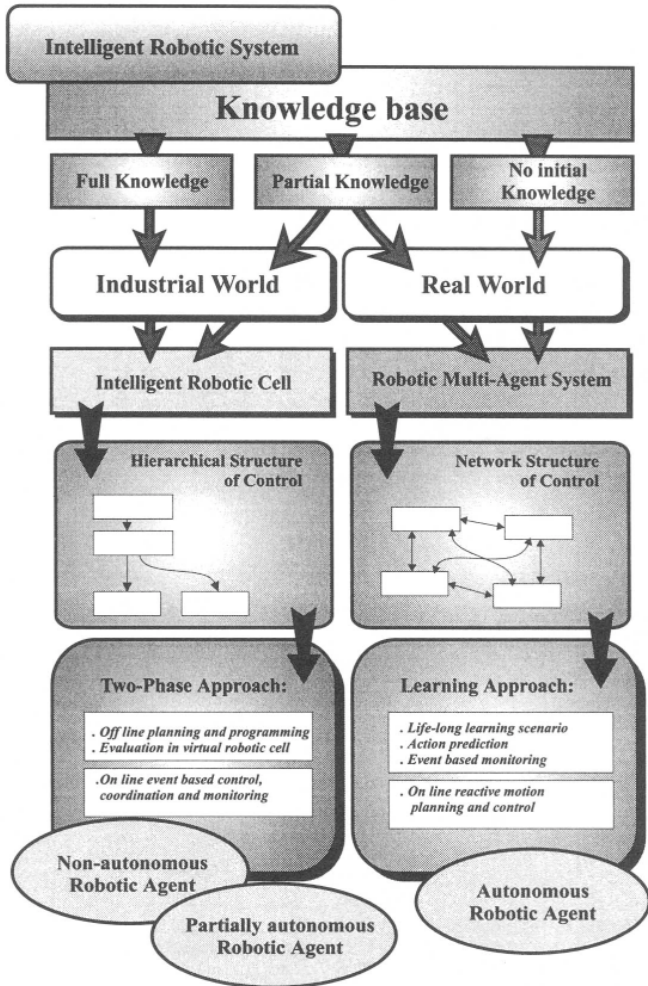 Intelligent Robotic System
Knowledge base
Full Knowledge
Partial Knowledge
No initial
Knowledge
Industrial World
Real World
Intelligent Robotic Cell
Robotic Multi-Agent System
Hierarchical Structure
of Control
Network Structure
of Control
Two-Phase Approach:
. Off line planning and programming
. Evaluation in virtual robotic cell
.On line event based control,
coordination and monitoring
Learning Approach:
. Life-long learning scenario
. Action prediction
. Event based monitoring
. On line reactive motion
planning and control
Non-autonomous
Robotic Agent
Partially autonomous
Robotic Agent
Autonomous
Robotic Agent